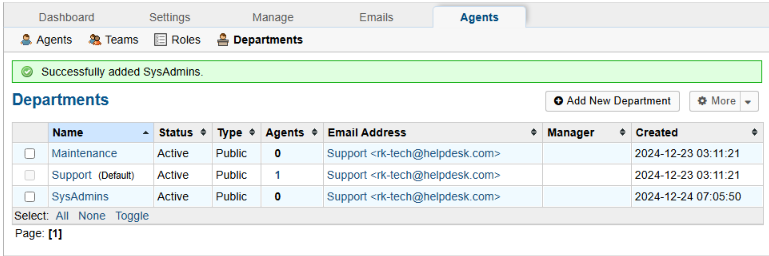 Dashboard Settings Manage Emails Agents
Agents Teams Roles Departments
Successfully added SysAdmins.
Departments Add New Department More
Name Status Type Agents Email Address Manager Created
Maintenance Active Public 0 Support <rk-tech@helpdesk.com> 2024-12-23 03:11:21
Support (Default) Active Public 1 Support <rk-tech@helpdesk.com> 2024-12-23 03:11:21
SysAdmins Active Public 0 Support <rk-tech@helpdesk.com> 2024-12-24 07:05:50
Select: All None Toggle
Page: [1]